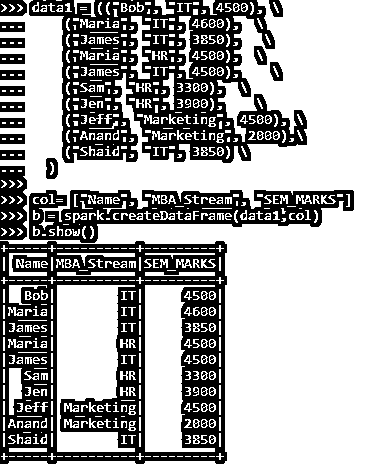 >>> data1 = (("Bob", "IT", 4500), \
... ("Maria", "IT", 4600), \
... ("James", "IT", 3850), \
... ("Maria", "HR", 4500), \
... ("James", "IT", 4500), \
... ("Sam", "HR", 3300), \
... ("Jen", "HR", 3900), \
... ("Jeff", "Marketing", 4500), \
... ("Anand", "Marketing", 2000),\
... ("Shaid", "IT", 3850)\
... )
>>>
>>> col= ["Name", "MBA_Stream", "SEM_MARKS"]
>>> b = spark.createDataFrame(data1,col)
>>> b.show()
+-----+----------+---------+
| Name|MBA_Stream|SEM_MARKS|
+-----+----------+---------+
| Bob| IT| 4500|
|Maria| IT| 4600|
|James| IT| 3850|
|Maria| HR| 4500|
|James| IT| 4500|
| Sam| HR| 3300|
| Jen| HR| 3900|
| Jeff| Marketing| 4500|
|Anand| Marketing| 2000|
|Shaid| IT| 3850|
+-----+----------+---------+